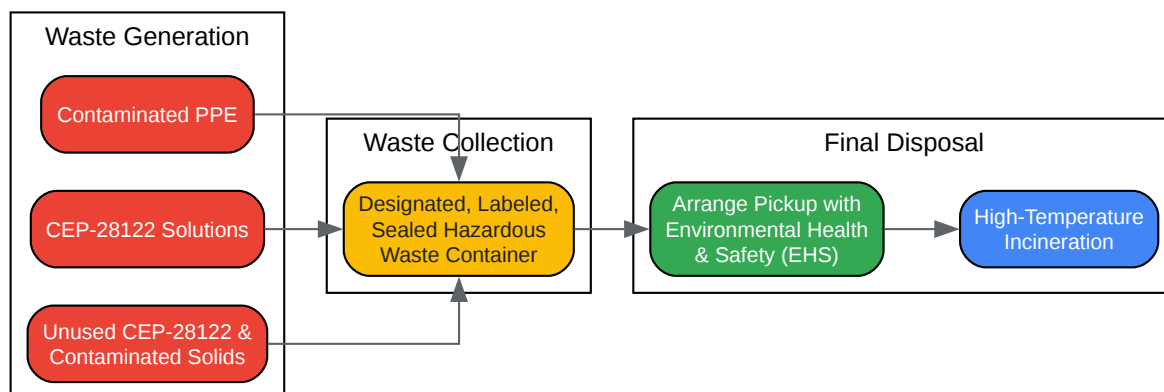 Waste Generation
Contaminated PPE
CEP-28122 Solutions
Unused CEP-28122 &
Contaminated Solids
Waste Collection
Designated, Labeled,
Sealed Hazardous
Waste Container
Final Disposal
Arrange Pickup with
Environmental Health
& Safety (EHS)
High-Temperature
Incineration